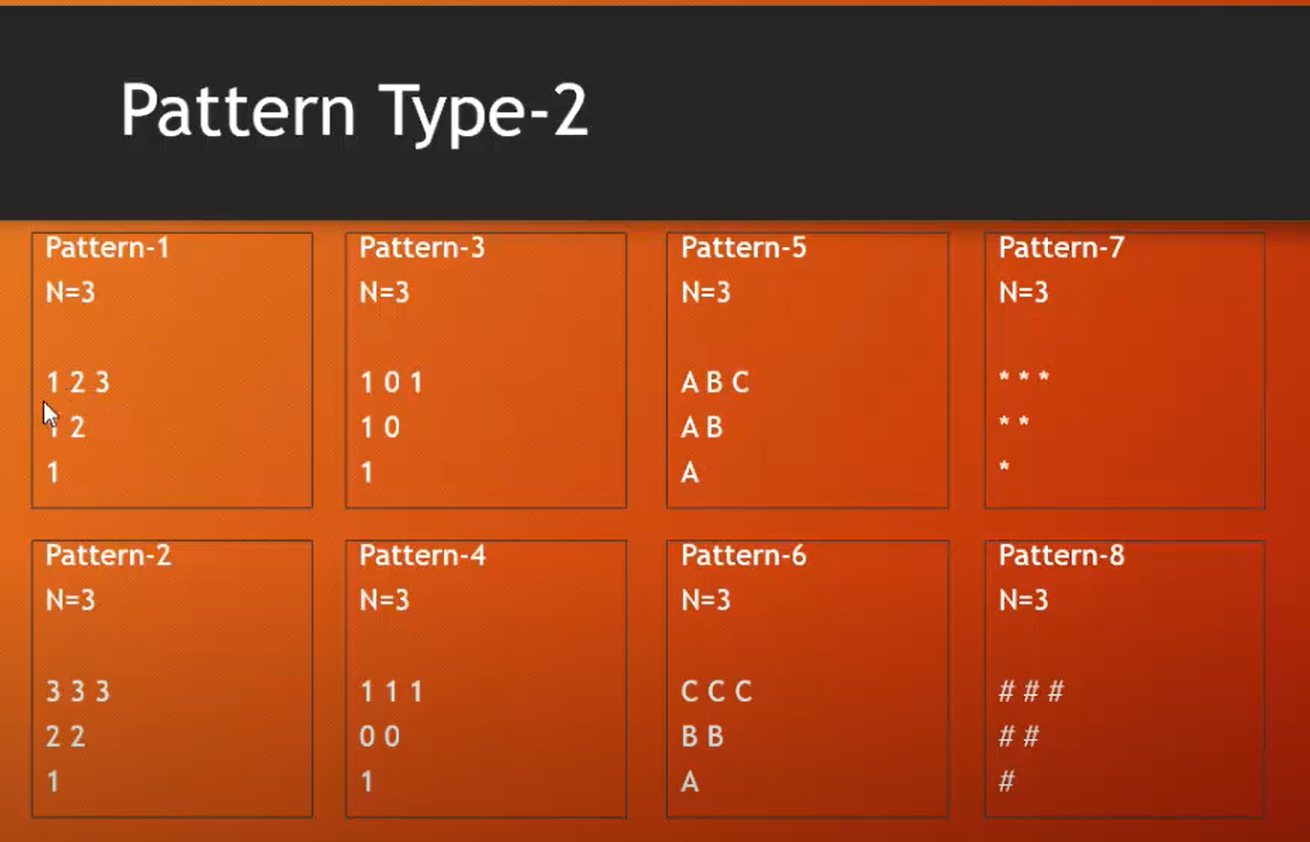 Pattern Type-2
Pattern-1
N=3
1 2 3
1 2
1
Pattern-3
N=3
1 0 1
1 0
1
Pattern-5
N=3
A B C
A B
A
Pattern-7
N=3
* * *
* *
*
Pattern-2
N=3
3 3 3
2 2
1
Pattern-4
N=3
1 1 1
0 0
1
Pattern-6
N=3
C C C
B B
A
Pattern-8
N=3
# # #
# #
#